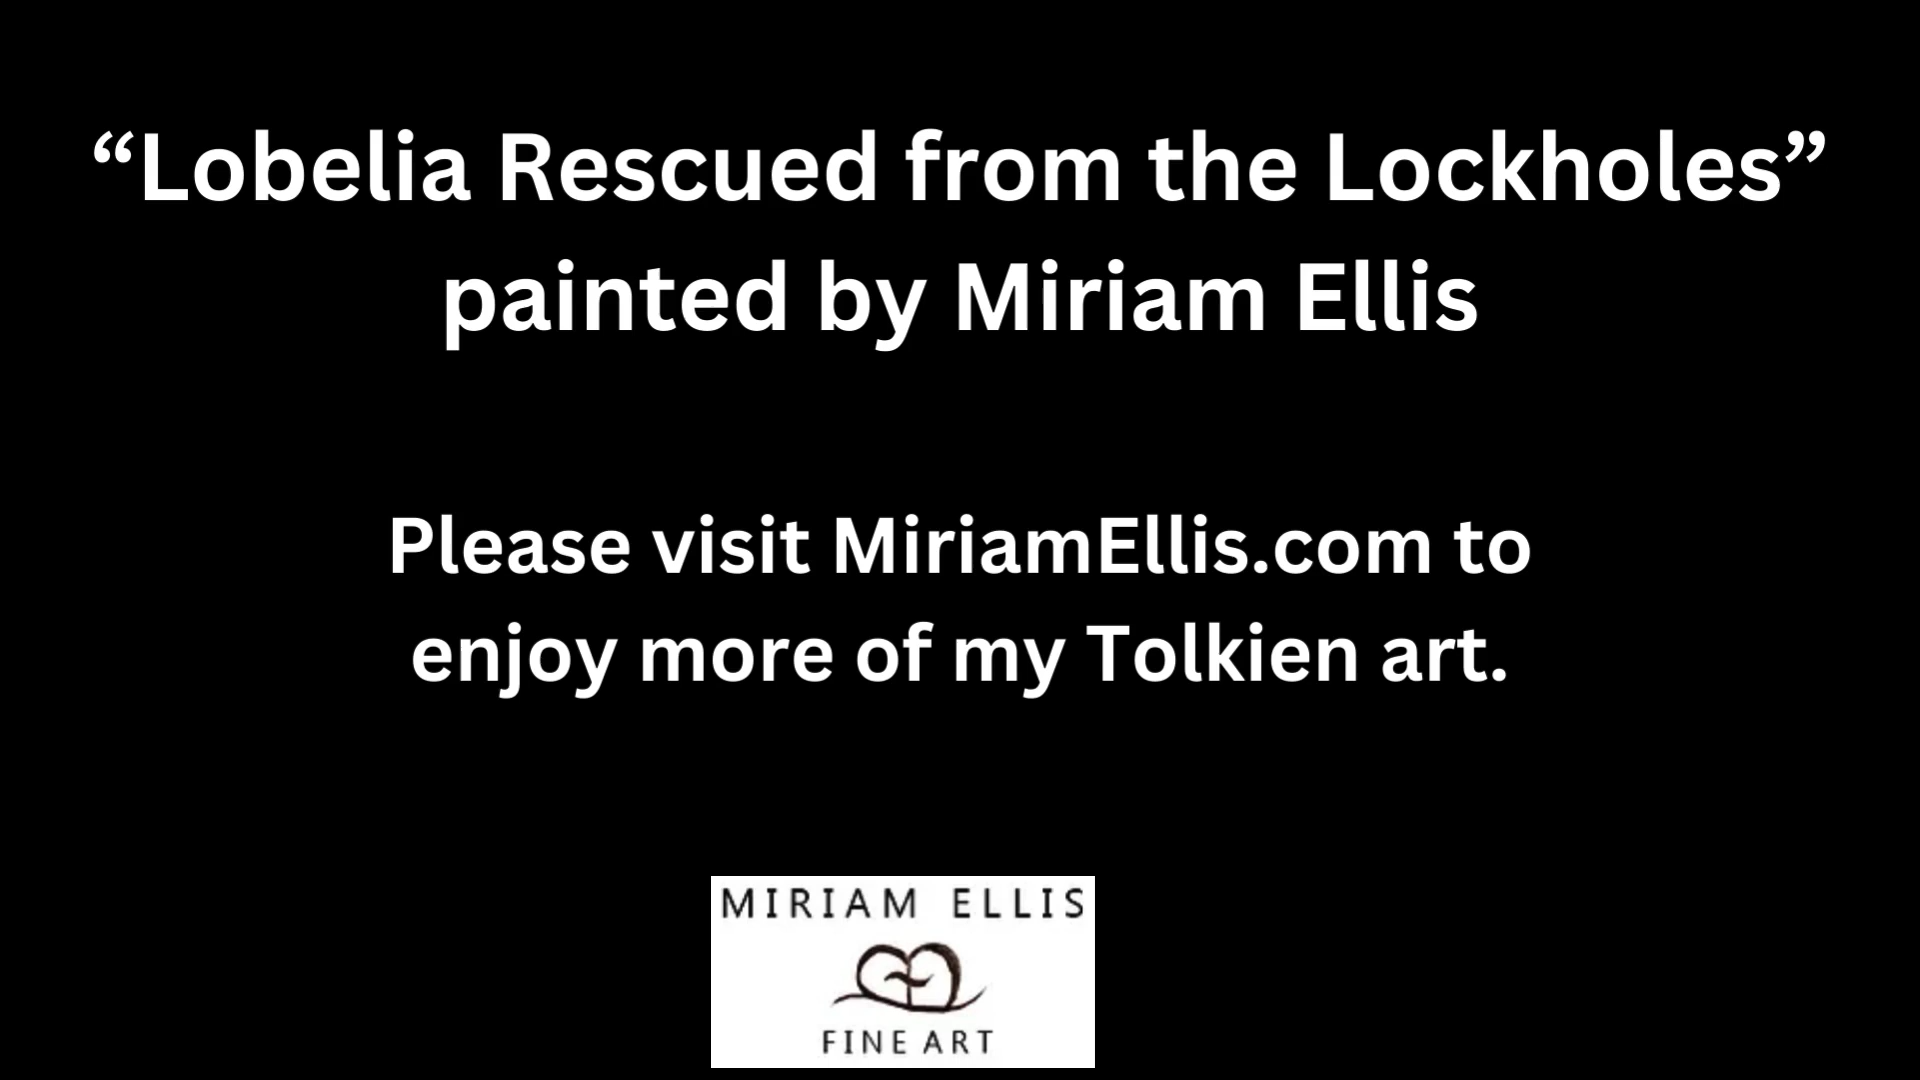 “Lobelia Rescued from the Lockholes”
painted by Miriam Ellis
Please visit MiriamEllis.com to
enjoy more of my Tolkien art.
MIRIAM ELLIS
FINE ART